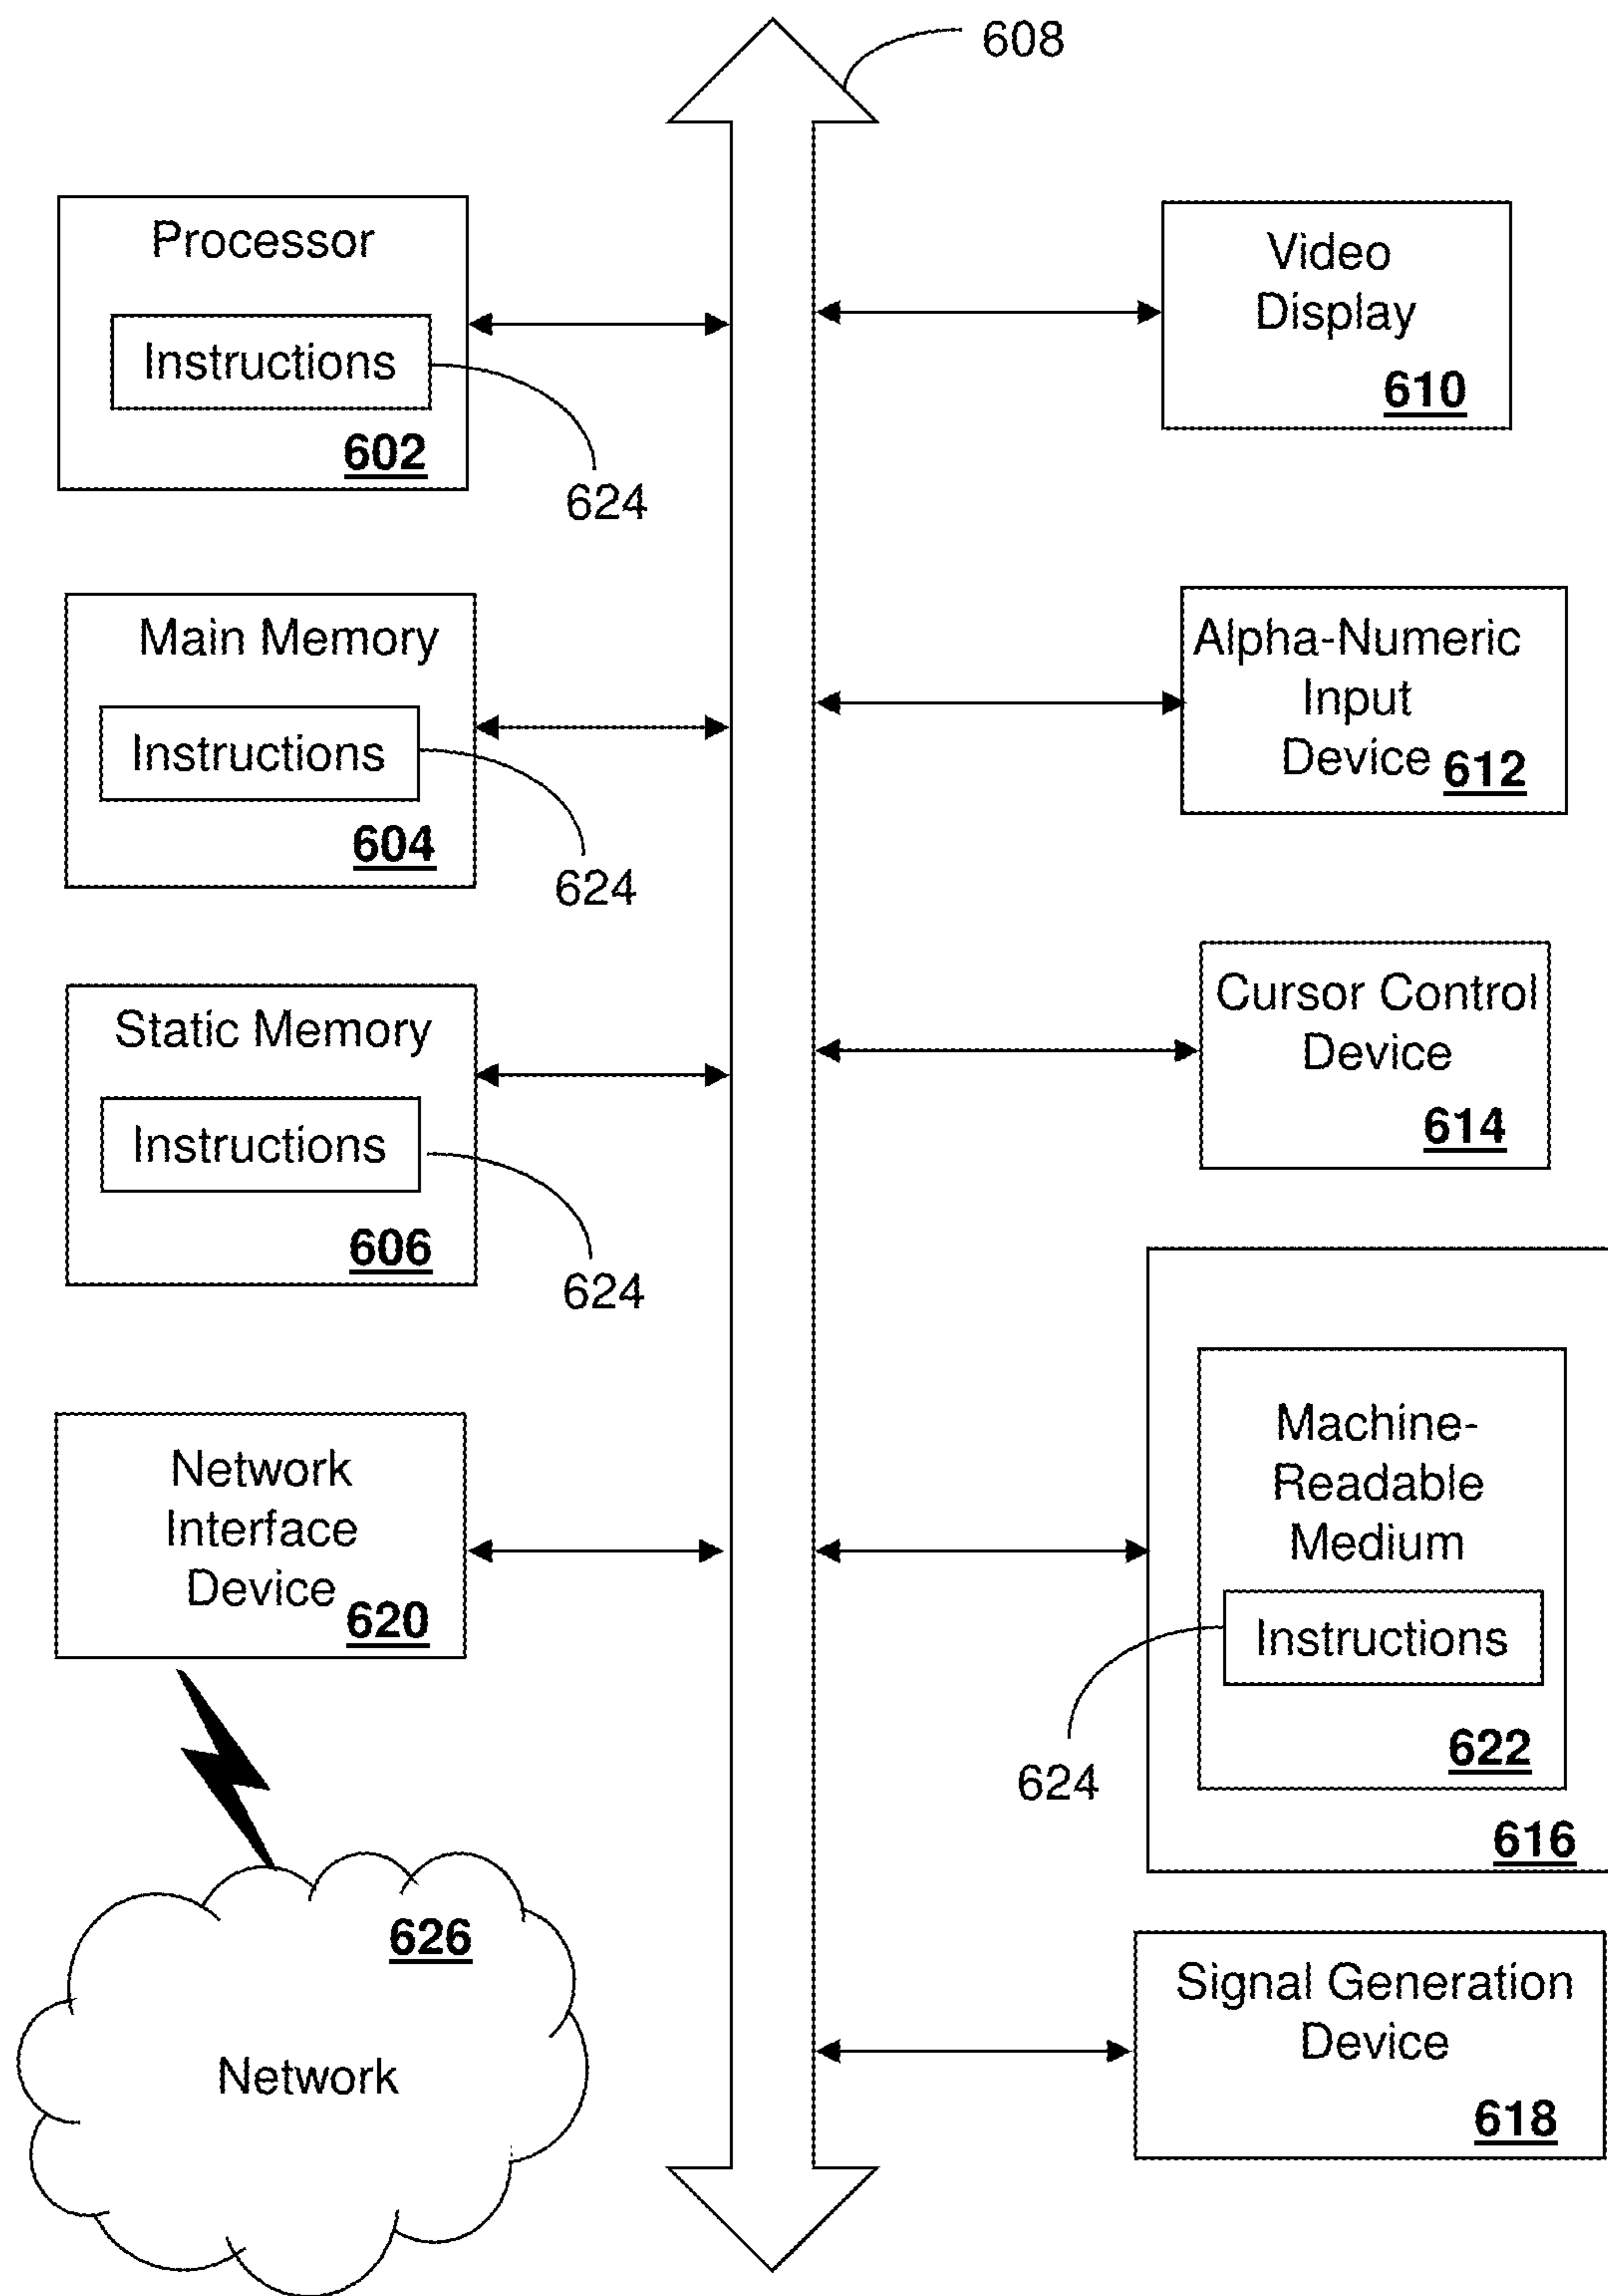 608
Processor
Instructions
602
624
Main Memory
Instructions
604
624
Static Memory
Instructions
606
624
Network
Interface
Device
620
626
Network
Video
Display
610
Alpha-Numeric
Input
Device 612
Cursor Control
Device
614
Machine-
Readable
Medium
Instructions
624
622
616
Signal Generation
Device
618